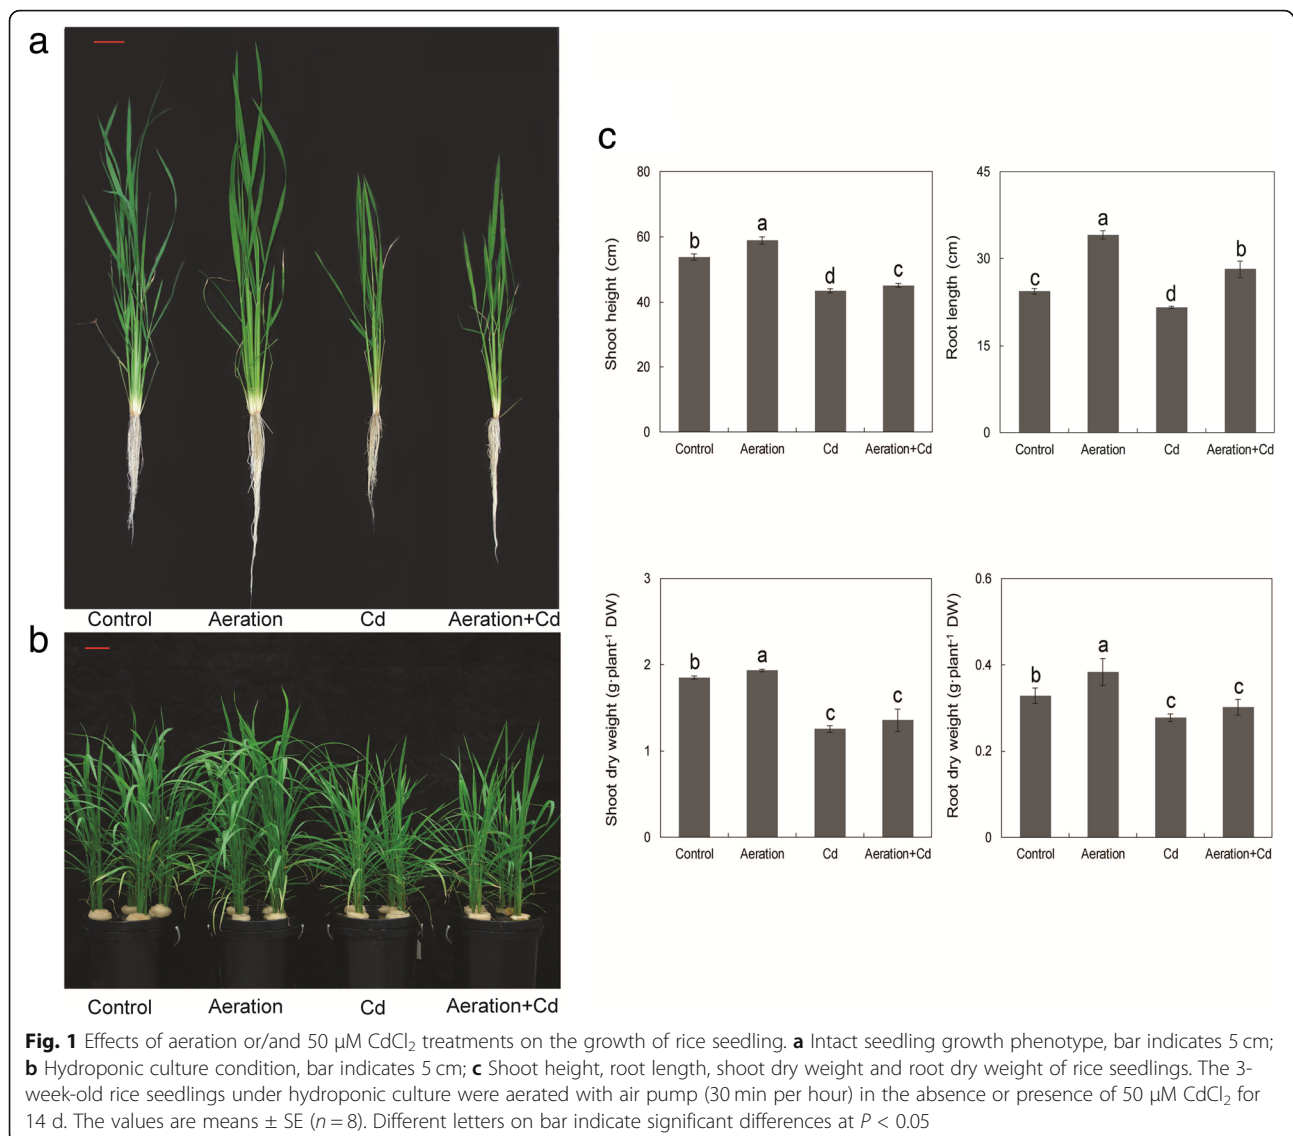 a
Control Aeration Cd Aeration+Cd
b
Control Aeration Cd Aeration+Cd
c
Shoot height (cm)
80
60
40
20
0
b a d c
Control Aeration Cd Aeration+Cd
Root length (cm)
45
30
15
0
c a d b
Control Aeration Cd Aeration+Cd
Shoot dry weight (g·plant⁻¹ DW)
3
2
1
0
b a c c
Control Aeration Cd Aeration+Cd
Root dry weight (g·plant⁻¹ DW)
0.6
0.4
0.2
0
b a c c
Control Aeration Cd Aeration+Cd
Fig. 1 Effects of aeration or/and 50 μM CdCl₂ treatments on the growth of rice seedling. a Intact seedling growth phenotype, bar indicates 5 cm;
b Hydroponic culture condition, bar indicates 5 cm; c Shoot height, root length, shoot dry weight and root dry weight of rice seedlings. The 3-
week-old rice seedlings under hydroponic culture were aerated with air pump (30 min per hour) in the absence or presence of 50 μM CdCl₂ for
14 d. The values are means ± SE (n = 8). Different letters on bar indicate significant differences at P < 0.05